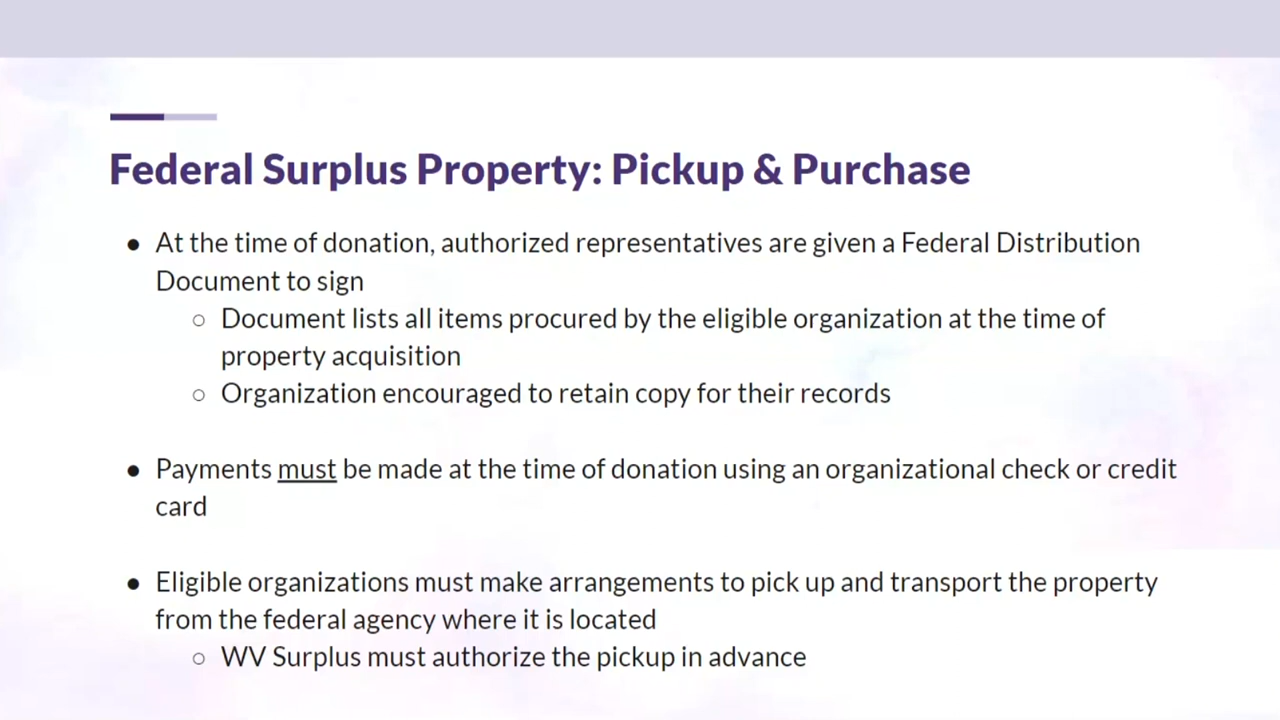 Federal Surplus Property: Pickup & Purchase
● At the time of donation, authorized representatives are given a Federal Distribution
Document to sign
○ Document lists all items procured by the eligible organization at the time of
property acquisition
○ Organization encouraged to retain copy for their records
● Payments must be made at the time of donation using an organizational check or credit
card
● Eligible organizations must make arrangements to pick up and transport the property
from the federal agency where it is located
○ WV Surplus must authorize the pickup in advance